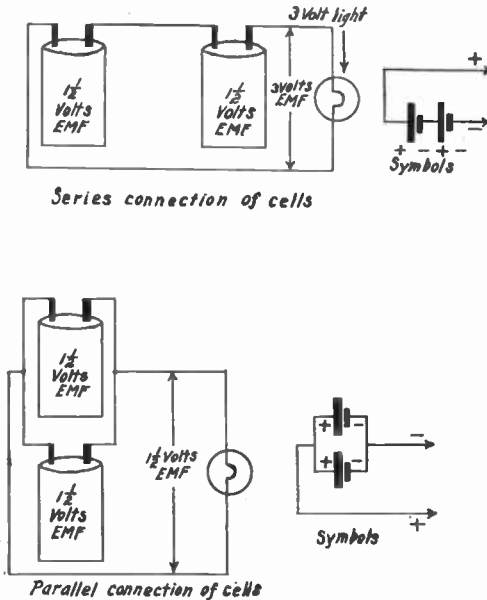 3 Volt light
1½
Volts
EMF
1½
Volts
EMF
3 Volts
EMF
+
−
+ − + −
Symbols
Series connection of cells
1½
Volts
EMF
1½
Volts
EMF
1½ Volts
EMF
+ −
+ −
−
+
Symbols
Parallel connection of cells